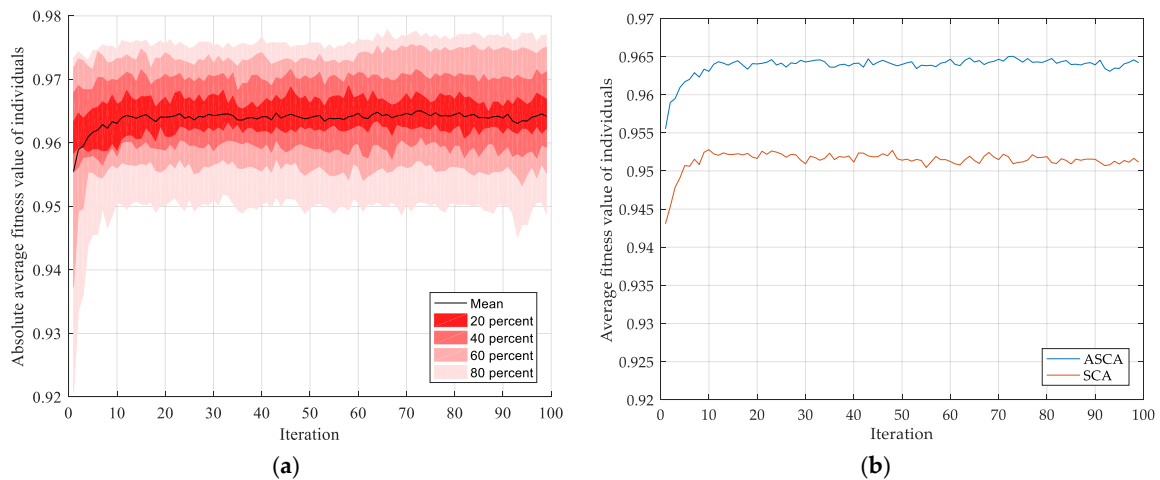 0.98
0.97
0.96
0.95
0.94
0.93
0.92
Absolute average fitness value of individuals
0 10 20 30 40 50 60 70 80 90 100
Iteration
Mean
20 percent
40 percent
60 percent
80 percent
(a)
0.97
0.965
0.96
0.955
0.95
0.945
0.94
0.935
0.93
0.925
0.92
Average fitness value of individuals
0 10 20 30 40 50 60 70 80 90 100
Iteration
ASCA
SCA
(b)